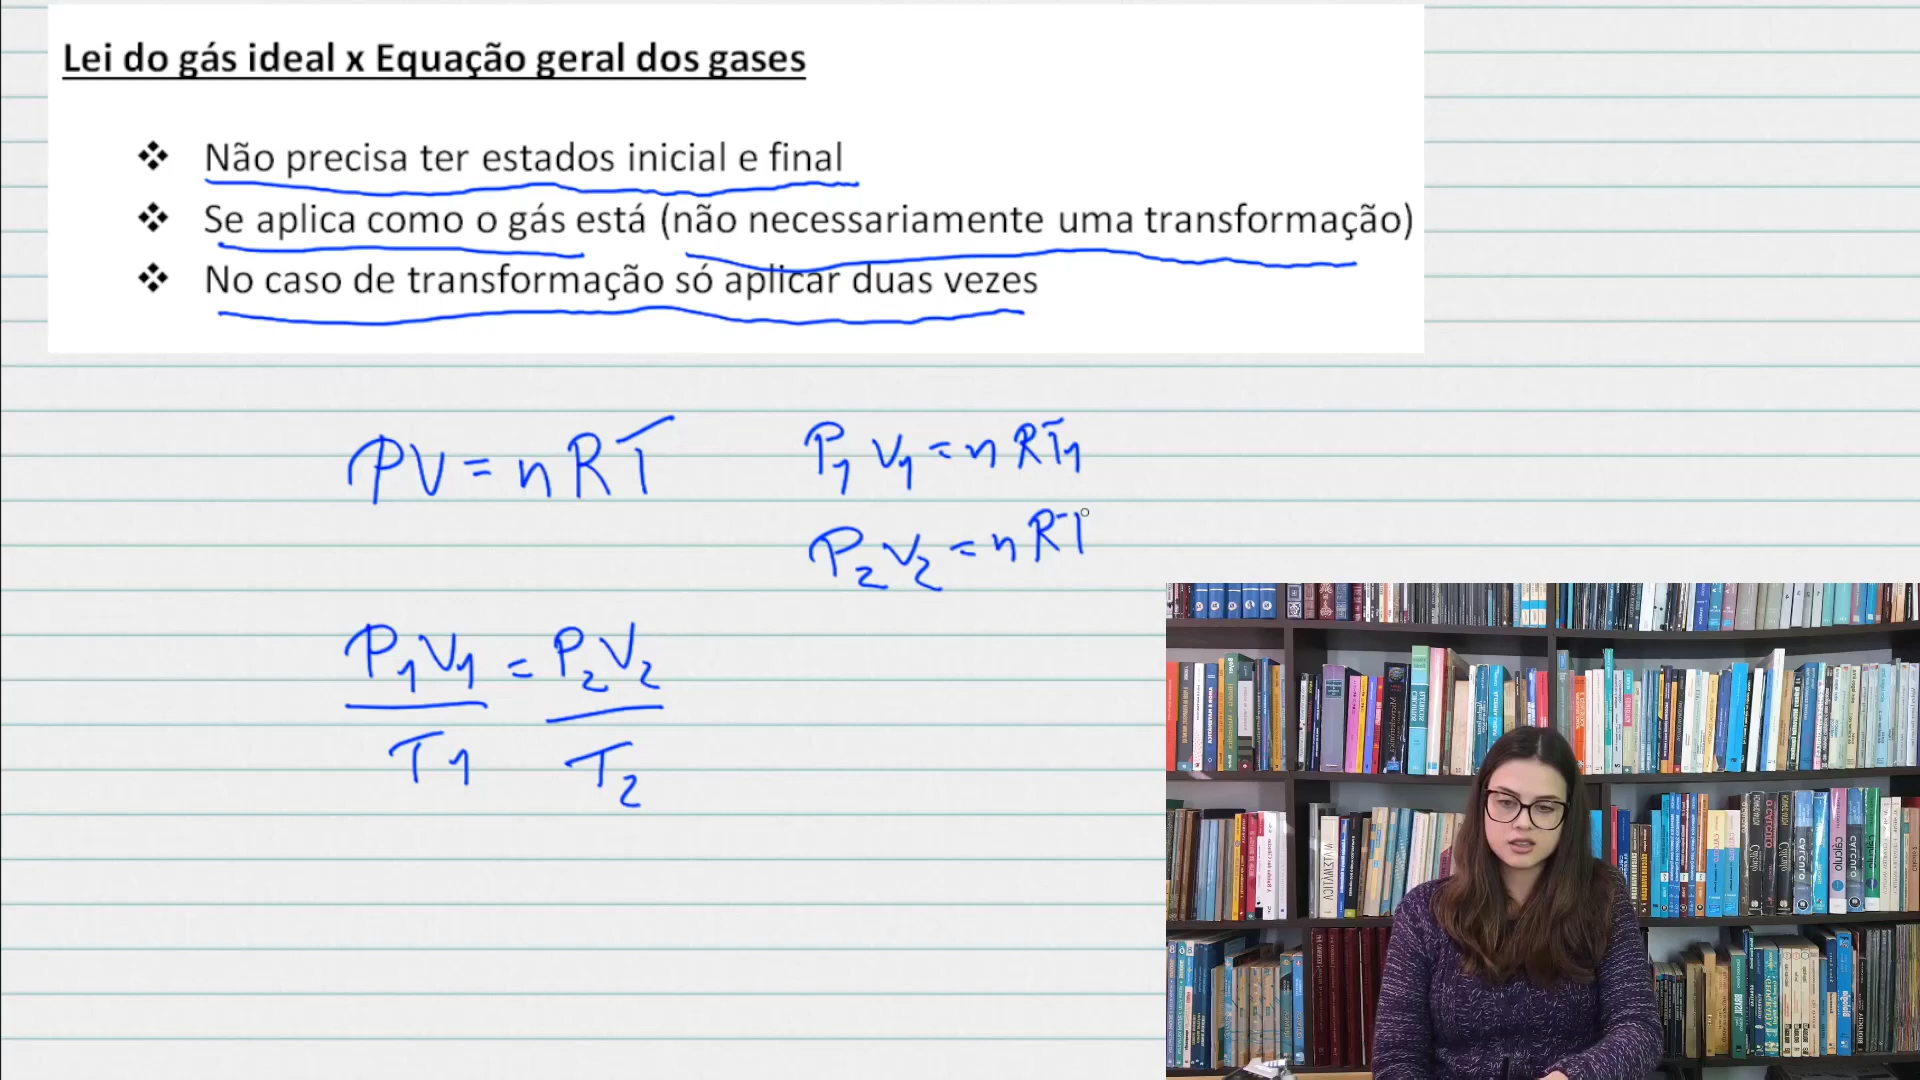 Lei do gás ideal x Equação geral dos gases
❖ Não precisa ter estados inicial e final
❖ Se aplica como o gás está (não necessariamente uma transformação)
❖ No caso de transformação só aplicar duas vezes
PV = nRT
P₁V₁ = nRT₁
P₂V₂ = nRT
P₁V₁ = P₂V₂
T₁ T₂